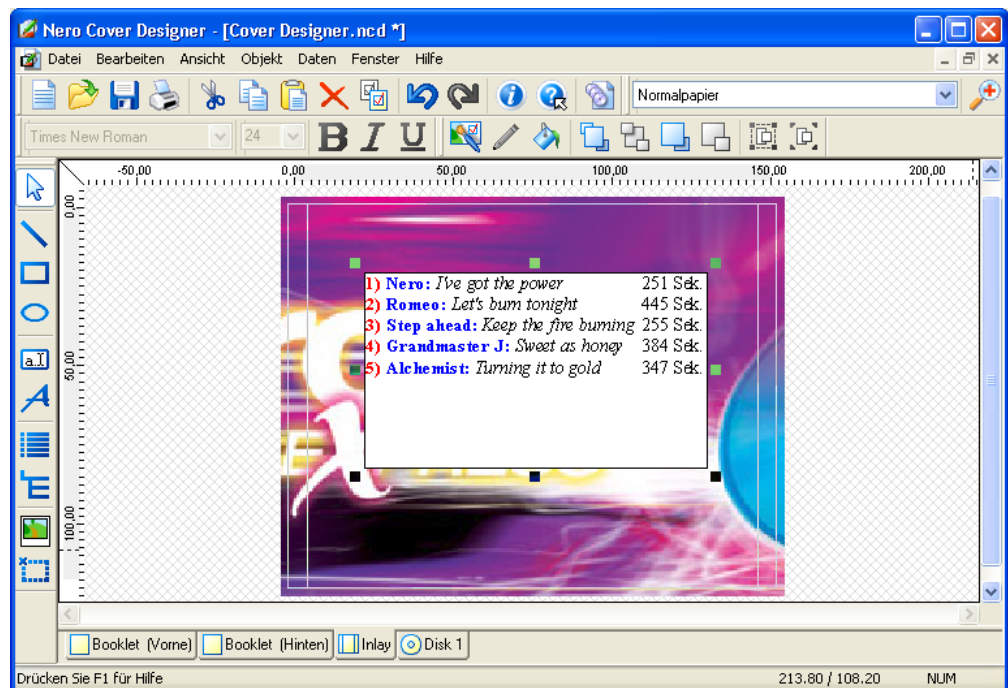 Nero Cover Designer - [Cover Designer.ncd *]
Datei Bearbeiten Ansicht Objekt Daten Fenster Hilfe
Normalpapier
Times New Roman 24 B I U
-50,00 0,00 50,00 100,00 150,00 200,00
0,00
50,00
100,00
a.I
A
1) Nero: I've got the power 251 Sek.
2) Romeo: Let's burn tonight 445 Sek.
3) Step ahead: Keep the fire burning 255 Sek.
4) Grandmaster J: Sweet as honey 384 Sek.
5) Alchemist: Turning it to gold 347 Sek.
Booklet (Vorne) Booklet (Hinten) Inlay Disk 1
Drücken Sie F1 für Hilfe 213.80 / 108.20 NUM